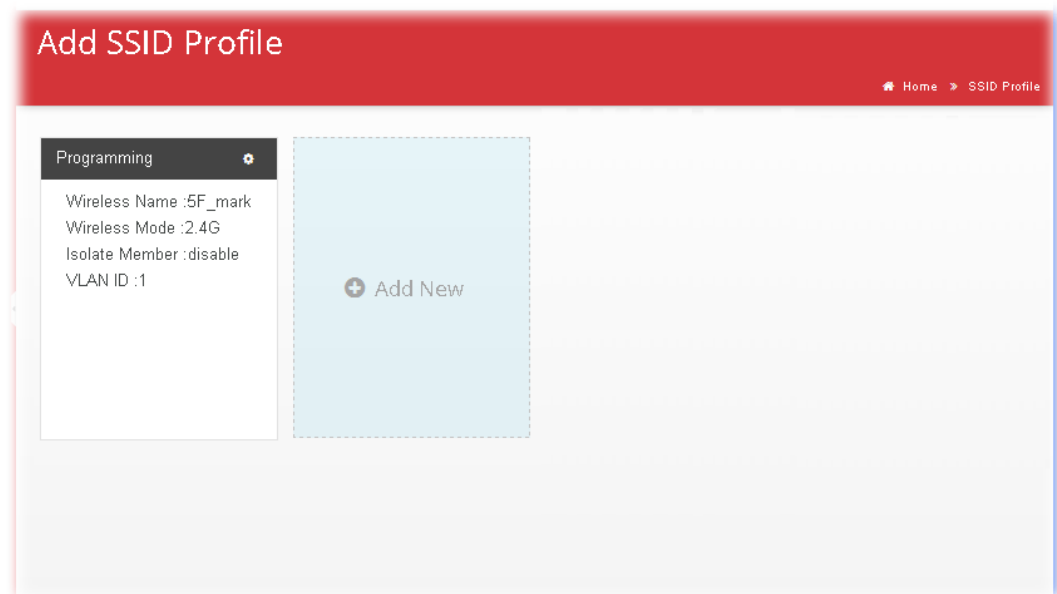 Add SSID Profile
Home » SSID Profile
Programming
Wireless Name :5F_mark
Wireless Mode :2.4G
Isolate Member :disable
VLAN ID :1
Add New